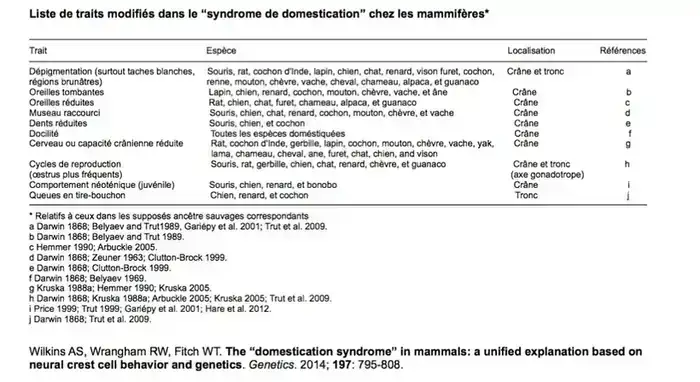 Liste de traits modifiés dans le “syndrome de domestication” chez les mammifères*
Trait Espèce Localisation Références
Dépigmentation (surtout taches blanches, Souris, rat, cochon d'Inde, lapin, chien, chat, renard, vison furet, cochon, Crâne et tronc a
régions brunâtres) renne, mouton, chèvre, vache, cheval, chameau, alpaca, et guanaco
Oreilles tombantes Lapin, chien, renard, cochon, mouton, chèvre, vache, et âne Crâne b
Oreilles réduites Rat, chien, chat, furet, chameau, alpaca, et guanaco Crâne c
Museau raccourci Souris, chien, chat, renard, cochon, mouton, chèvre, et vache Crâne d
Dents réduites Souris, chien, et cochon Crâne e
Docilité Toutes les espèces doméstiquées Crâne f
Cerveau ou capacité crânienne réduite Rat, cochon d'Inde, gerbille, lapin, cochon, mouton, chèvre, vache, yak, Crâne g
lama, chameau, cheval, ane, furet, chat, chien, and vison
Cycles de reproduction Souris, rat, gerbille, chien, chat, renard, chèvre, et guanaco Crâne et tronc h
(œstrus plus fréquents) (axe gonadotrope)
Comportement néoténique (juvénile) Souris, chien, renard, et bonobo Crâne i
Queues en tire-bouchon Chien, renard, et cochon Tronc j
* Relatifs à ceux dans les supposés ancêtre sauvages correspondants
a Darwin 1868; Belyaev and Trut1989, Gariépy et al. 2001; Trut et al. 2009.
b Darwin 1868; Belyaev and Trut 1989.
c Hemmer 1990; Arbuckle 2005.
d Darwin 1868; Zeuner 1963; Clutton-Brock 1999.
e Darwin 1868; Clutton-Brock 1999.
f Darwin 1868; Belyaev 1969.
g Kruska 1988a; Hemmer 1990; Kruska 2005.
h Darwin 1868; Kruska 1988a; Arbuckle 2005; Kruska 2005; Trut et al. 2009.
i Price 1999; Trut 1999; Gariépy et al. 2001; Hare et al. 2012.
j Darwin 1868; Trut et al. 2009.
Wilkins AS, Wrangham RW, Fitch WT. The “domestication syndrome” in mammals: a unified explanation based on
neural crest cell behavior and genetics. Genetics. 2014; 197: 795-808.